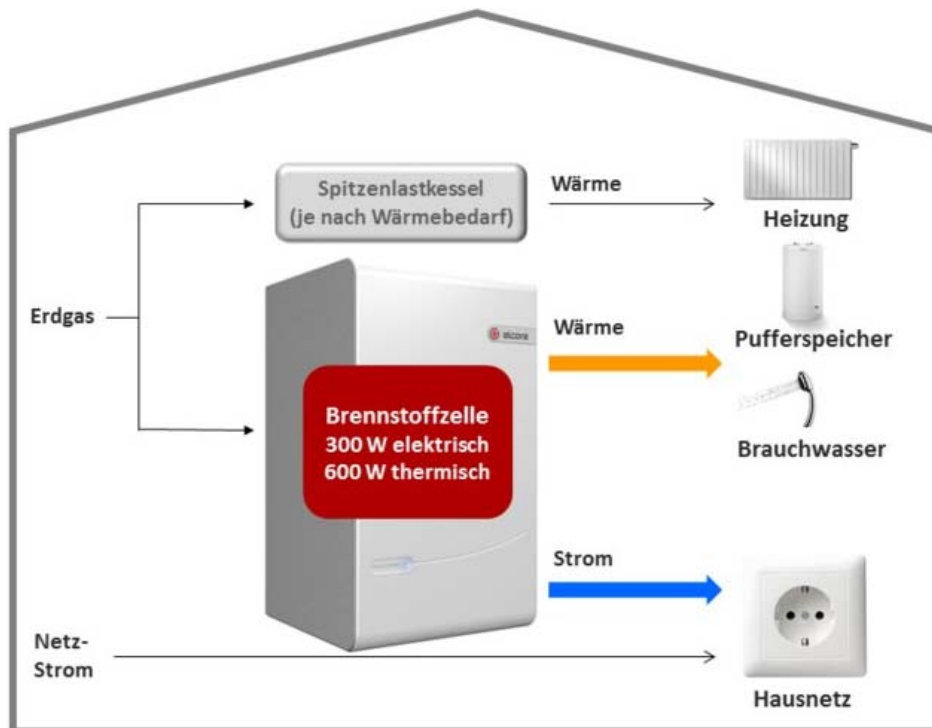 Spitzenlastkessel
(je nach Wärmebedarf)
Wärme
Heizung
Erdgas
elcore
Wärme
Pufferspeicher
Brennstoffzelle
300 W elektrisch
600 W thermisch
Brauchwasser
Strom
Netz-
Strom
Hausnetz